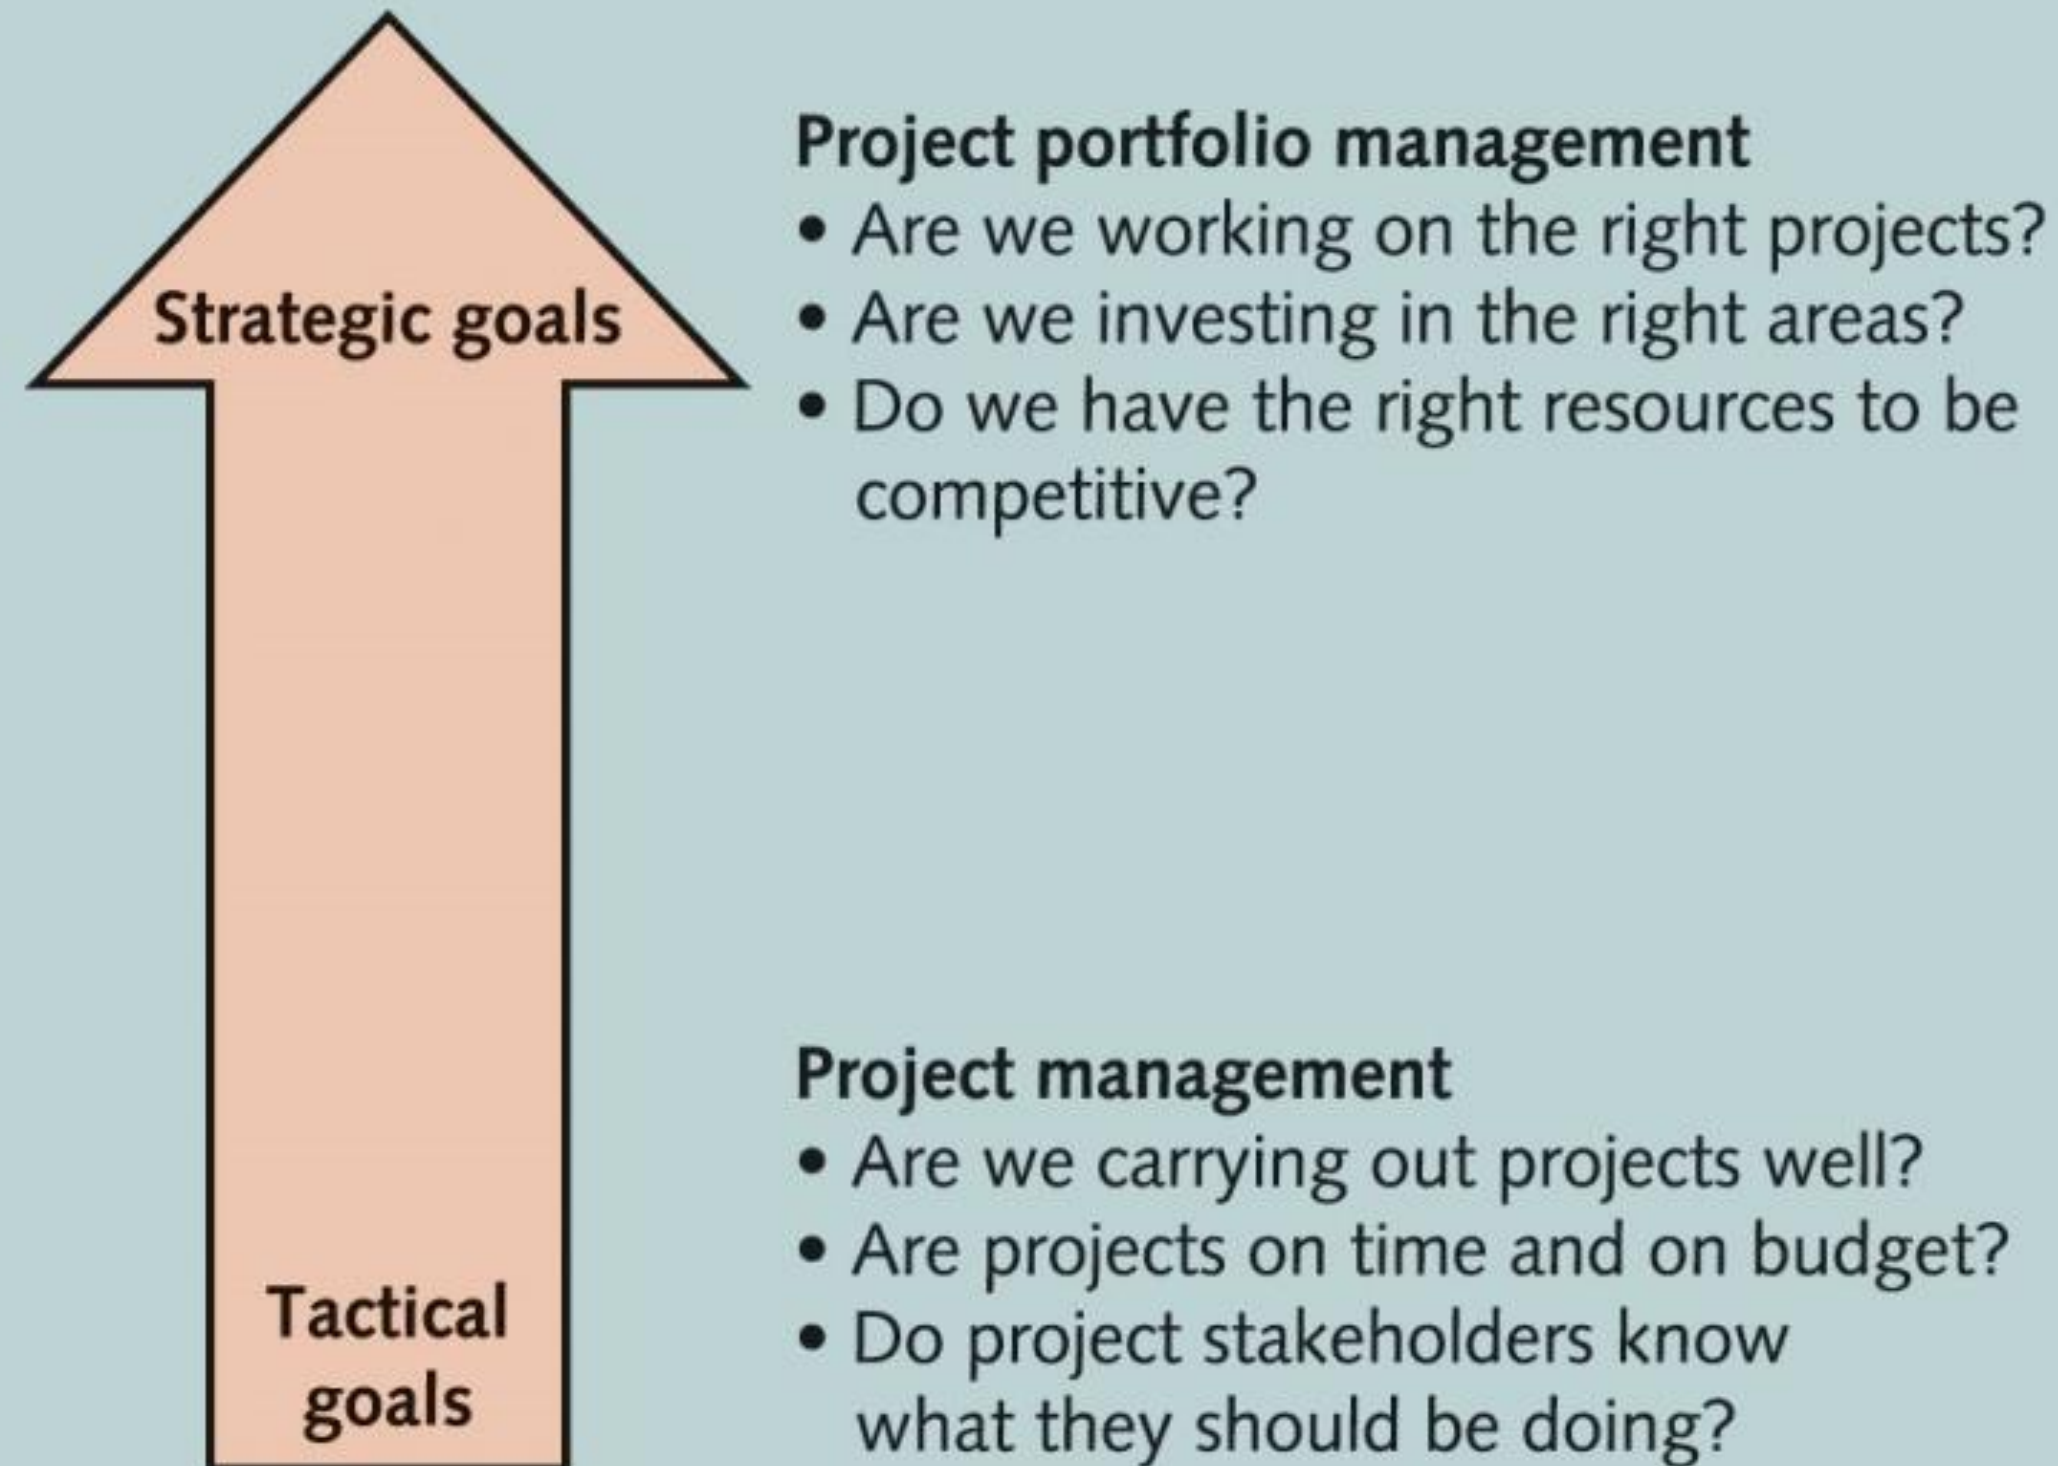 Strategic goals
Tactical
goals
Project portfolio management
• Are we working on the right projects?
• Are we investing in the right areas?
• Do we have the right resources to be
competitive?
Project management
• Are we carrying out projects well?
• Are projects on time and on budget?
• Do project stakeholders know
what they should be doing?